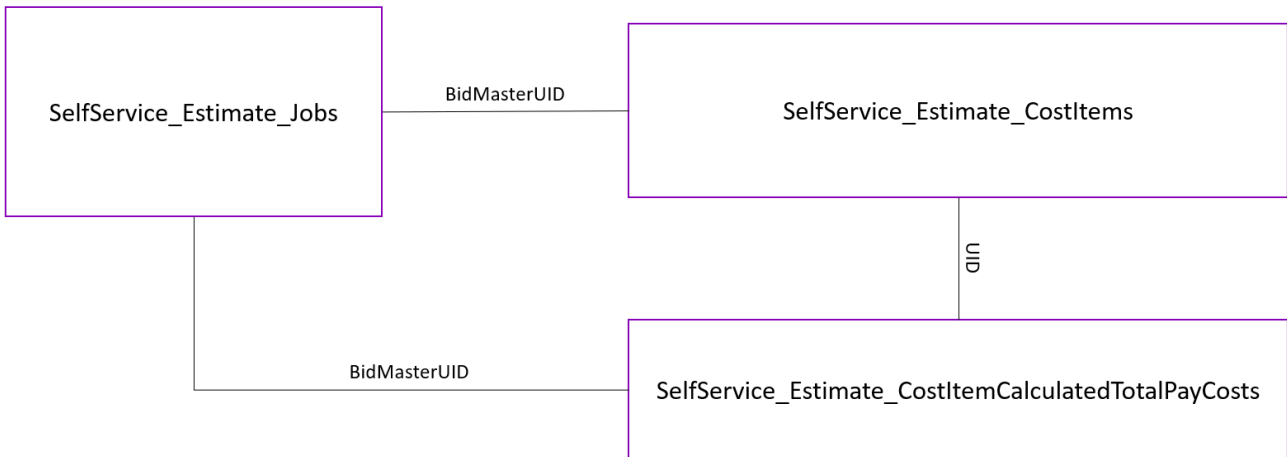 SelfService_Estimate_Jobs
BidMasterUID
SelfService_Estimate_CostItems
UID
BidMasterUID
SelfService_Estimate_CostItemCalculatedTotalPayCosts